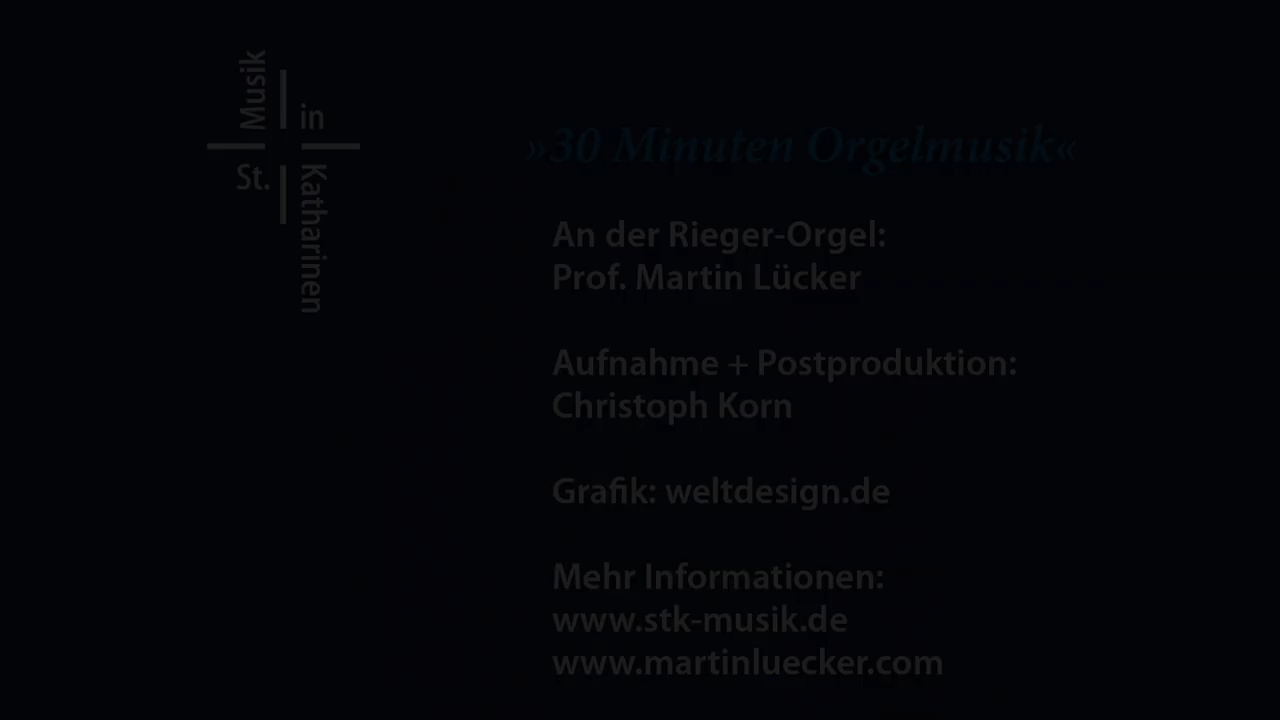 Musik
in
St.
Katharinen
»30 Minuten Orgelmusik«
An der Rieger-Orgel:
Prof. Martin Lücker
Aufnahme + Postproduktion:
Christoph Korn
Grafik: weltdesign.de
Mehr Informationen:
www.stk-musik.de
www.martinluecker.com